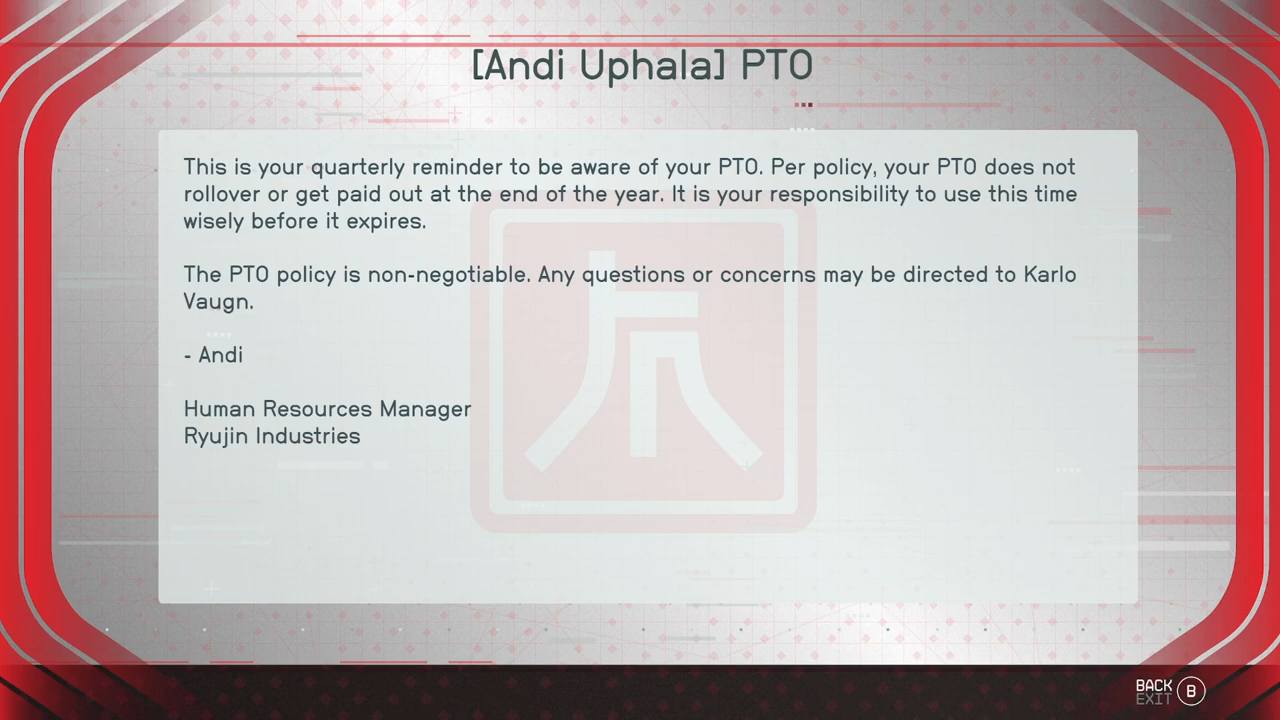 [Andi Uphala] PTO
This is your quarterly reminder to be aware of your PTO. Per policy, your PTO does not
rollover or get paid out at the end of the year. It is your responsibility to use this time
wisely before it expires.
The PTO policy is non-negotiable. Any questions or concerns may be directed to Karlo
Vaugn.
- Andi
Human Resources Manager
Ryujin Industries
BACK
EXIT
B